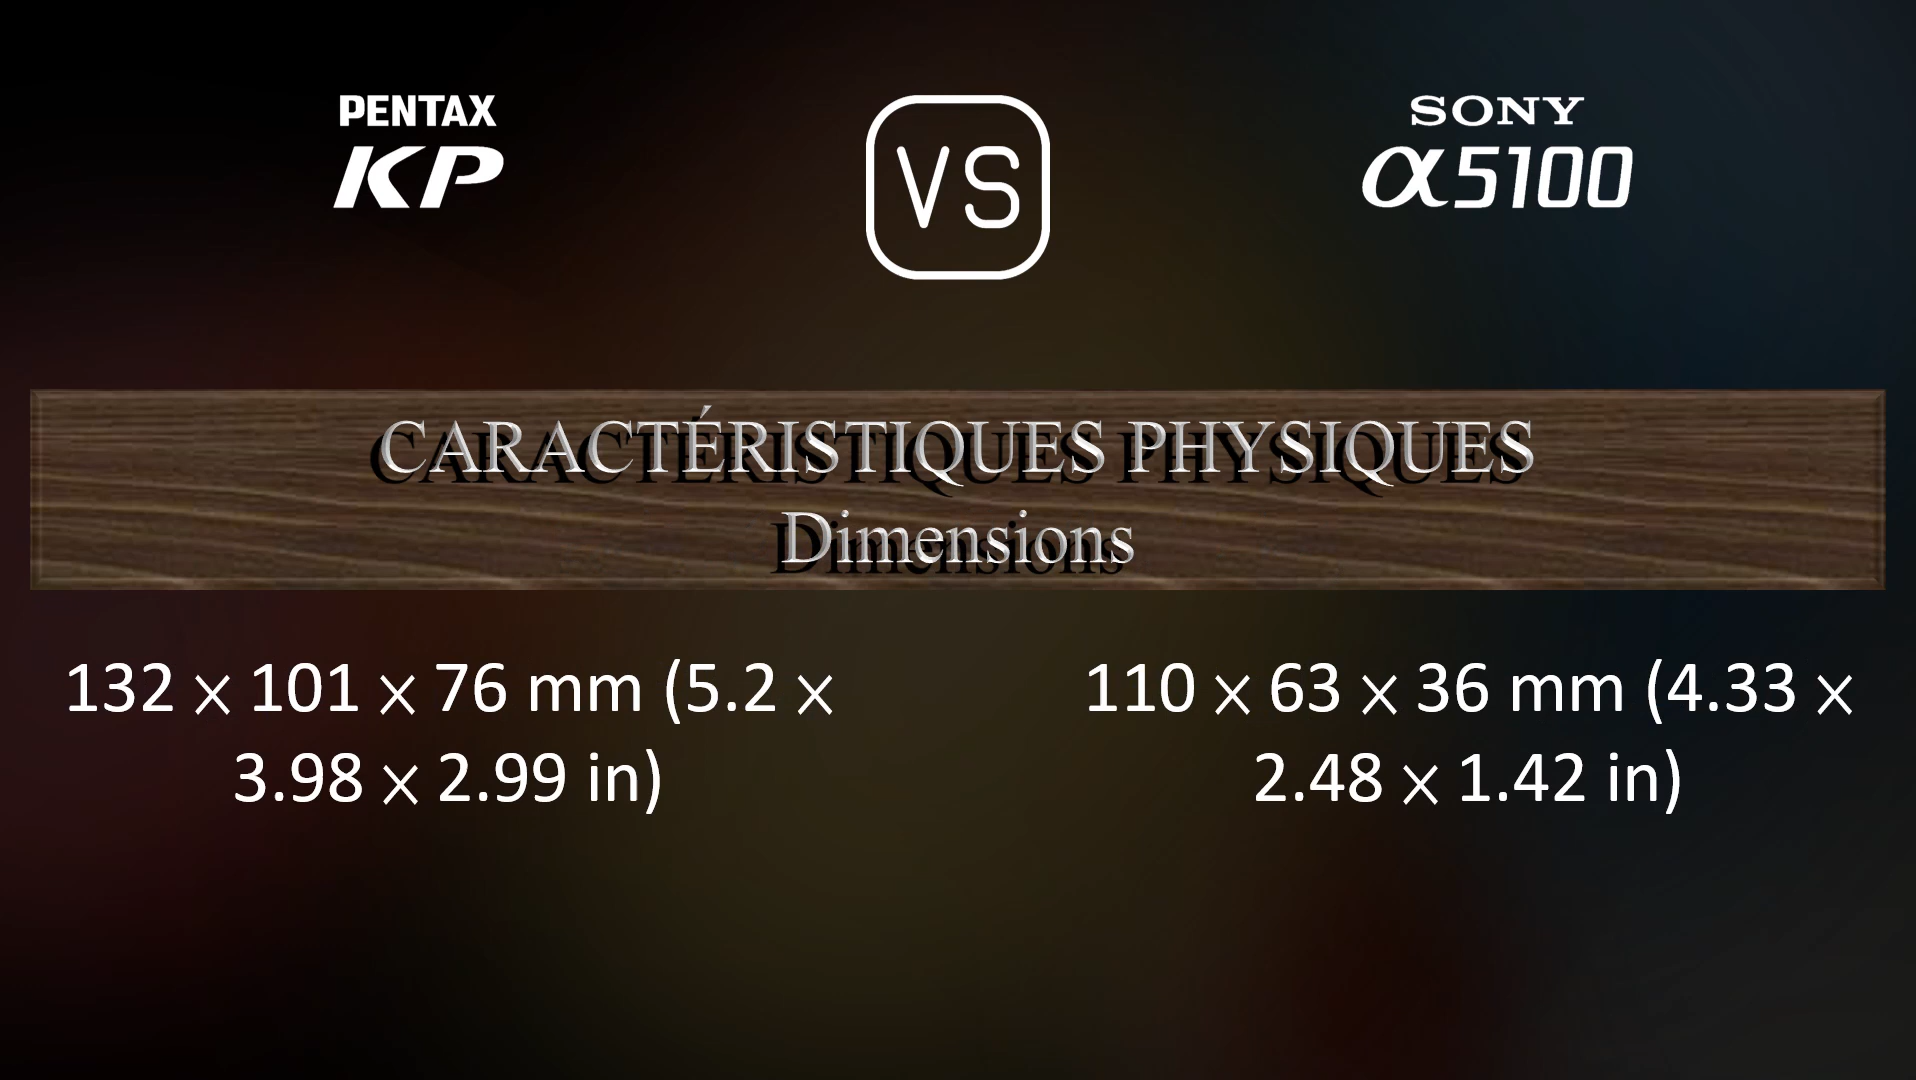 PENTAX
KP
VS
SONY
α5100
CARACTÉRISTIQUES PHYSIQUES
Dimensions
132 x 101 x 76 mm (5.2 x
3.98 x 2.99 in)
110 x 63 x 36 mm (4.33 x
2.48 x 1.42 in)